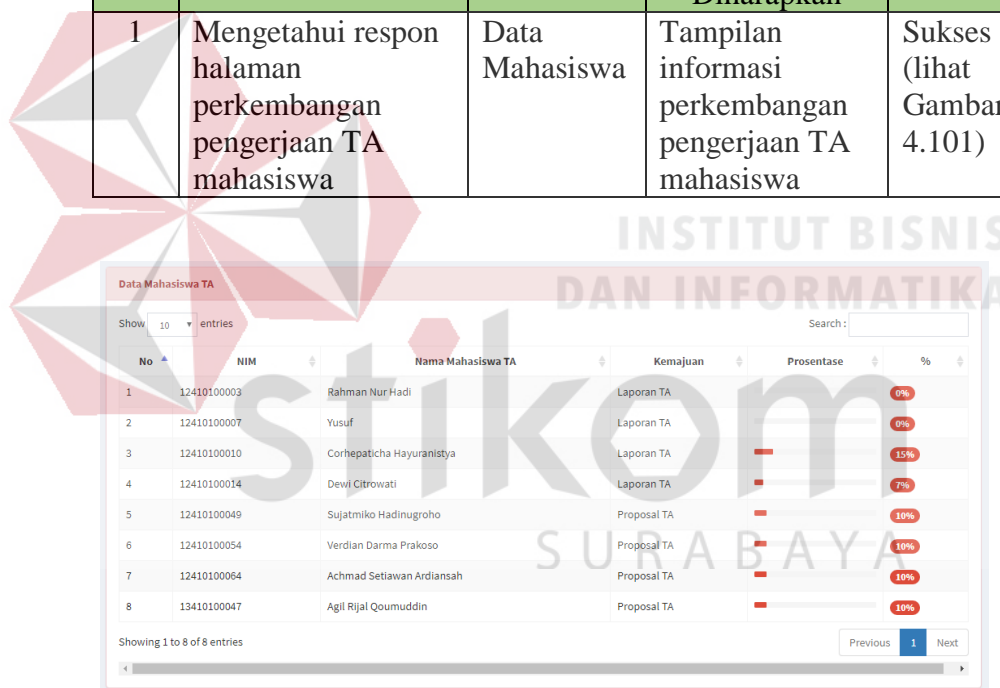 1 Mengetahui respon Data Tampilan Sukses
halaman Mahasiswa informasi (lihat
perkembangan perkembangan
pengerjaan TA pengerjaan TA 4.101)
mahasiswa mahasiswa
INSTITUT BISNIS
DAN INFORMATIKA
stikom
SURABAYA
Data Mahasiswa TA
Show 10 entries Search :
No NIM Nama Mahasiswa TA Kemajuan Prosentase %
1 12410100003 Rahman Nur Hadi Laporan TA 0%
2 12410100007 Yusuf Laporan TA 0%
3 12410100010 Corhepaticha Hayuranistya Laporan TA 15%
4 12410100014 Dewi Citrowati Laporan TA 7%
5 12410100049 Sujatmiko Hadinugroho Proposal TA 10%
6 12410100054 Verdian Darma Prakoso Proposal TA 10%
7 12410100064 Achmad Setiawan Ardiansah Proposal TA 10%
8 13410100047 Agil Rijal Qoumuddin Proposal TA 10%
Showing 1 to 8 of 8 entries Previous 1 Next